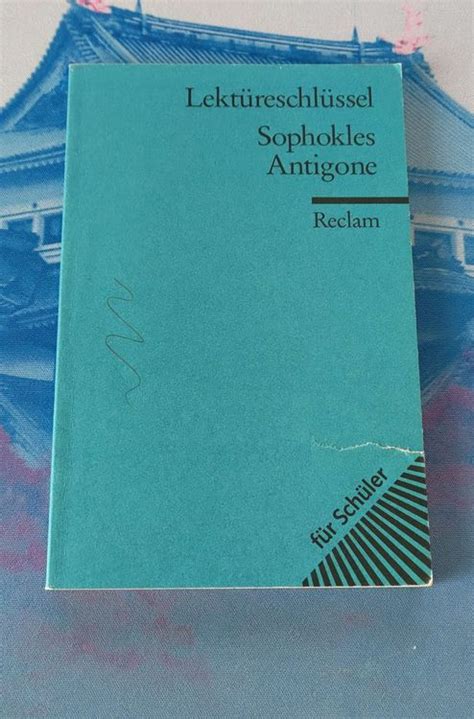 Lektüreschlüssel
Sophokles
Antigone
Reclam
für Schüler